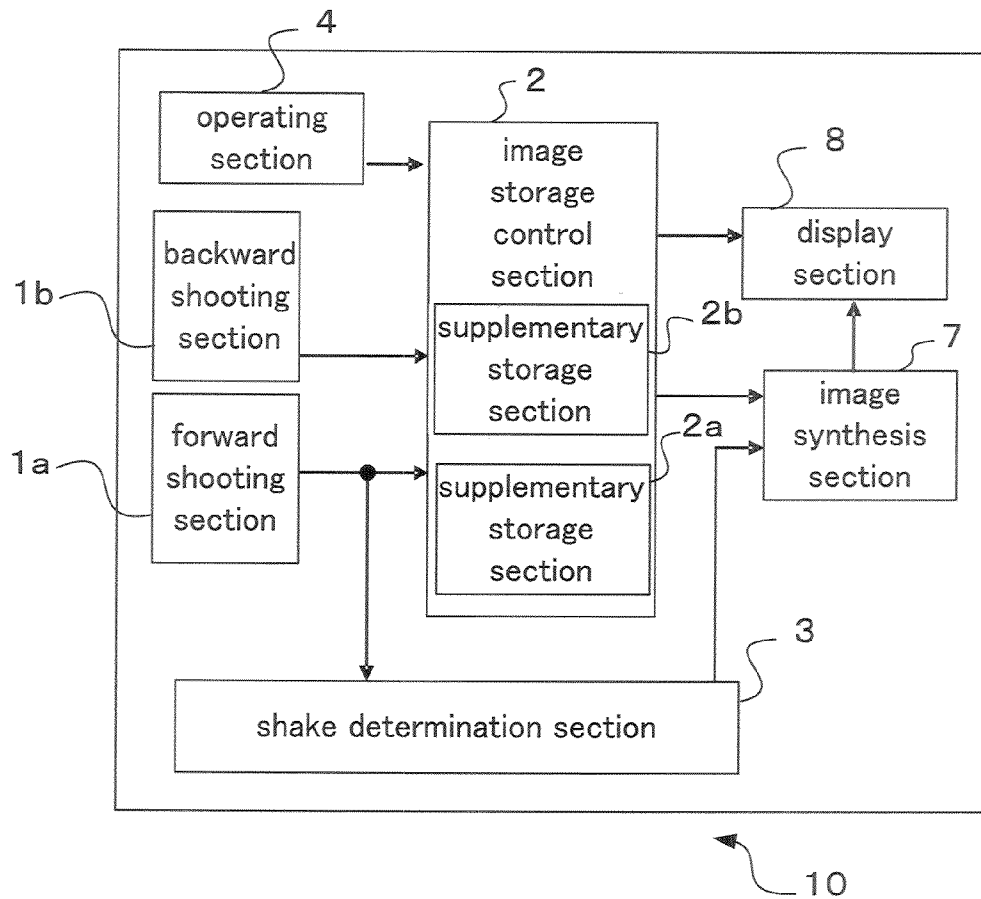 4
operating
section
2
image
storage
control
section
8
display
section
1b
backward
shooting
section
2b
supplementary
storage
section
7
image
synthesis
section
1a
forward
shooting
section
2a
supplementary
storage
section
3
shake determination section
10